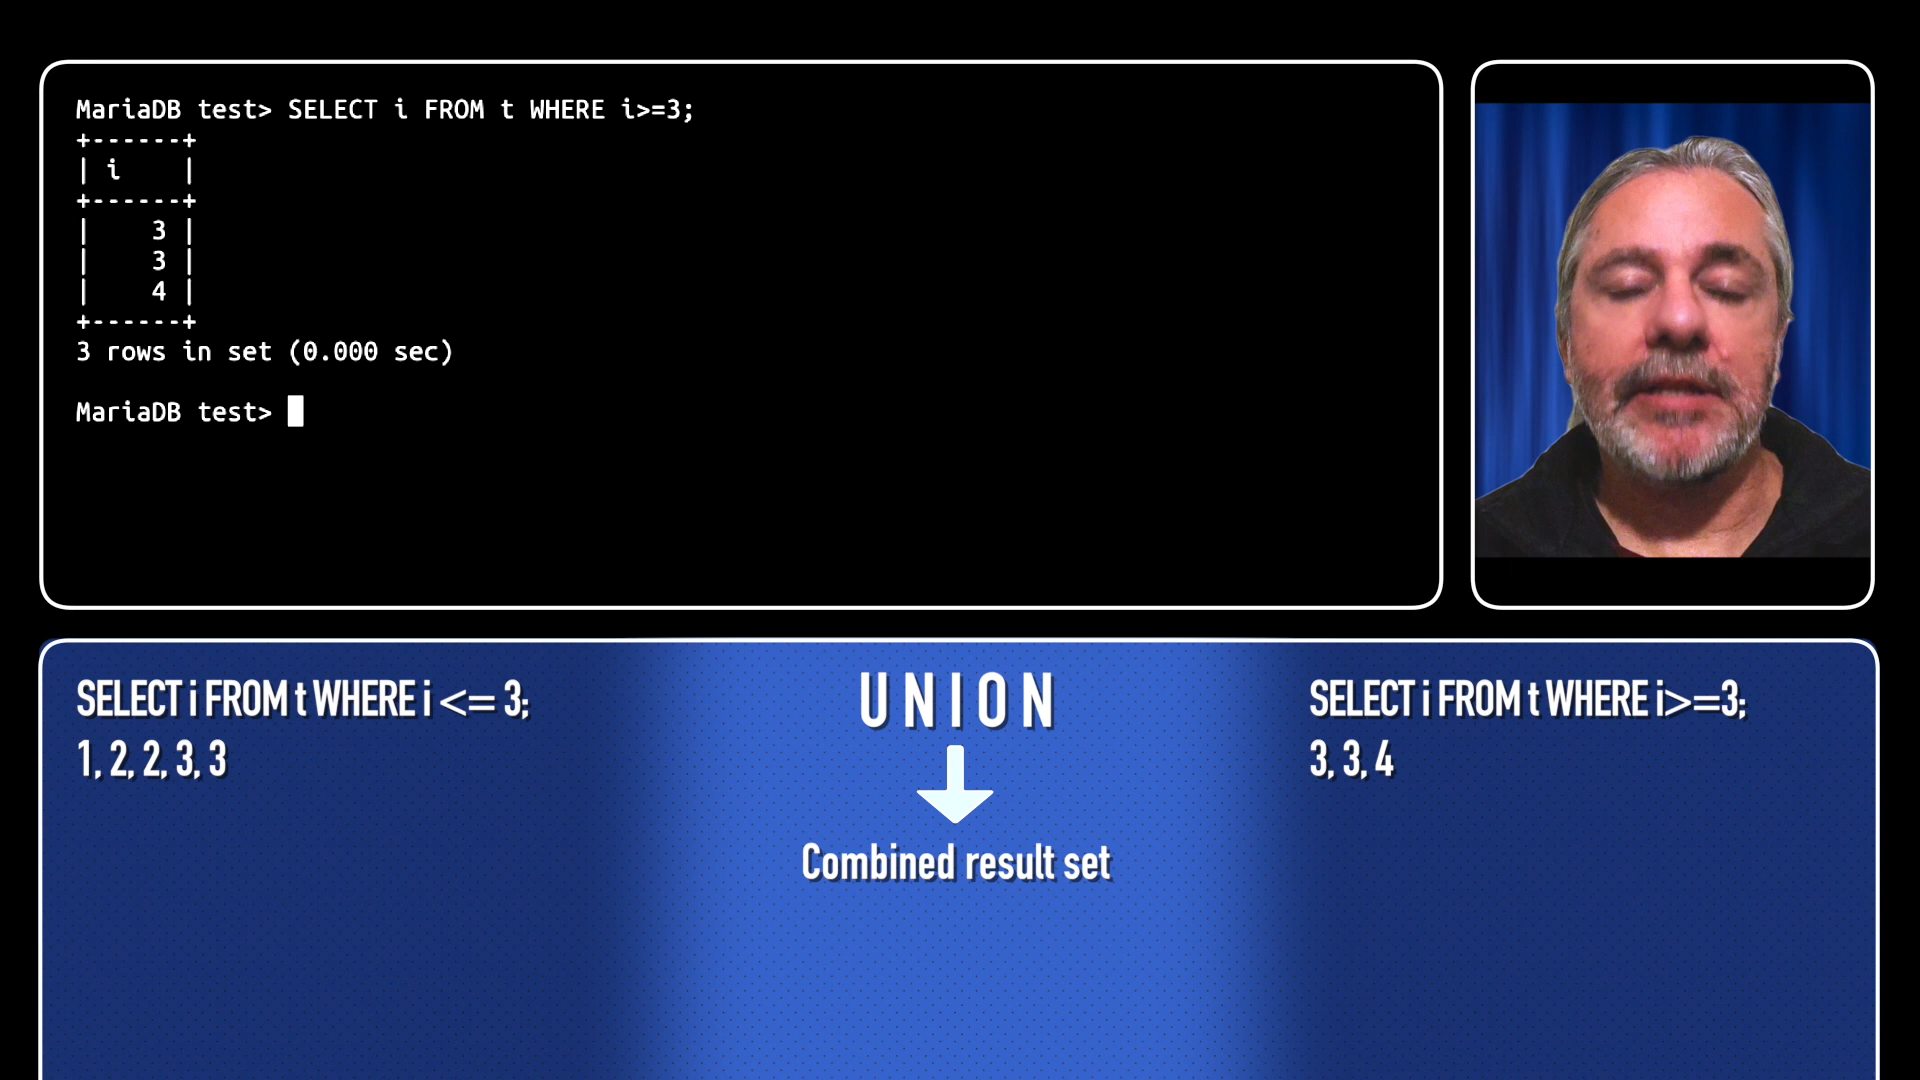 MariaDB test> SELECT i FROM t WHERE i>=3;
+------+
| i    |
+------+
|    3 |
|    3 |
|    4 |
+------+
3 rows in set (0.000 sec)
MariaDB test>
SELECT i FROM t WHERE i <= 3;
1, 2, 2, 3, 3
UNION
Combined result set
SELECT i FROM t WHERE i>=3;
3, 3, 4